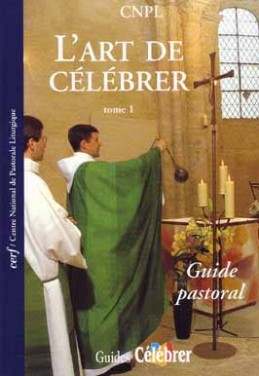 CNPL
L'ART DE
CÉLÉBRER
tome 1
cerf / Centre National de Pastorale Liturgique
Guide
pastoral
Guides Célébrer